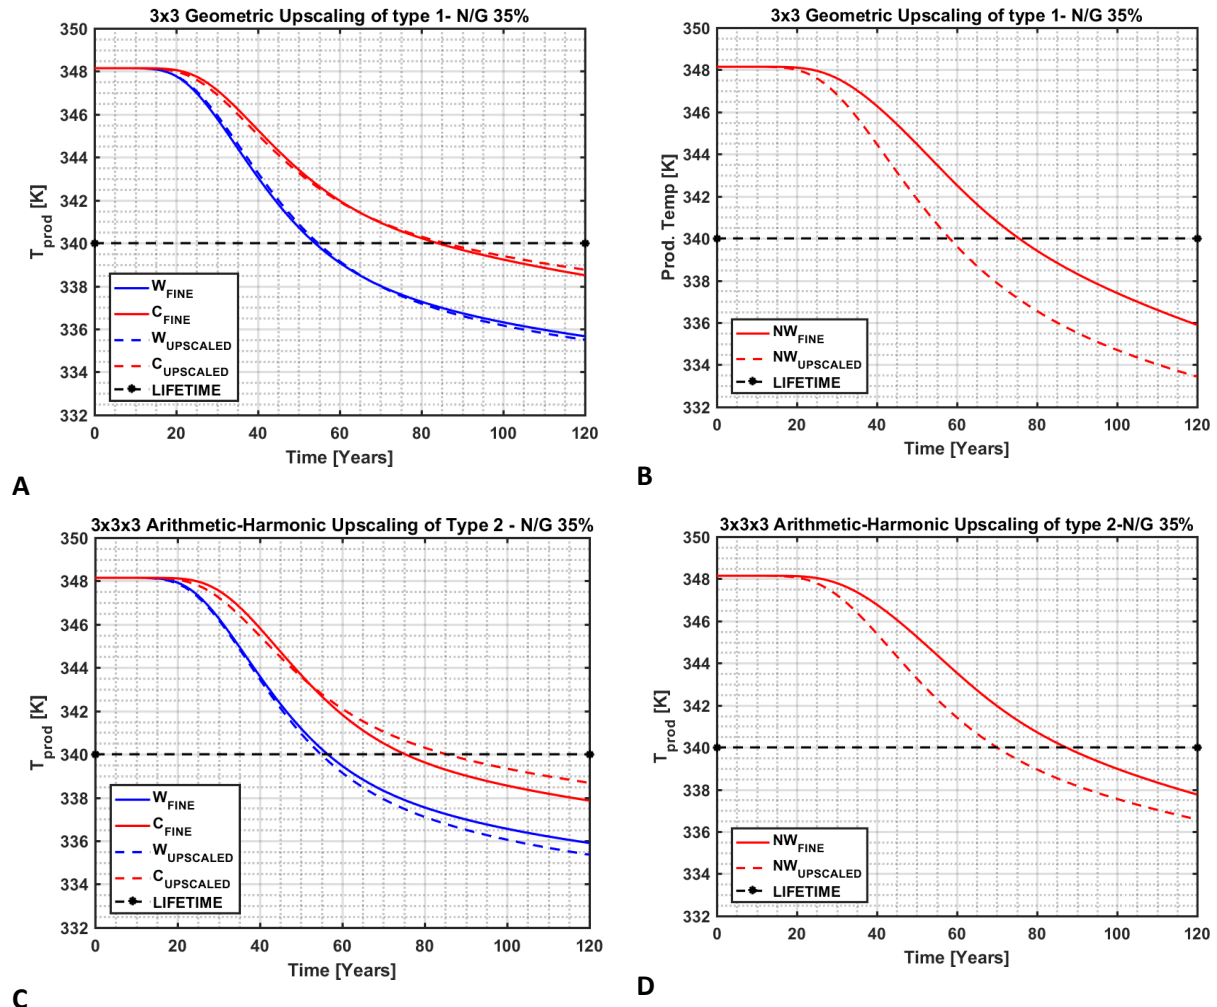 3x3 Geometric Upscaling of type 1- N/G 35%
350
348
346
344
342
340
338
336
334
332
T_prod [K]
W_FINE
C_FINE
W_UPSCALED
C_UPSCALED
LIFETIME
0 20 40 60 80 100 120
Time [Years]
A
3x3 Geometric Upscaling of type 1- N/G 35%
350
348
346
344
342
340
338
336
334
332
Prod. Temp [K]
NW_FINE
NW_UPSCALED
LIFETIME
0 20 40 60 80 100 120
Time [Years]
B
3x3x3 Arithmetic-Harmonic Upscaling of Type 2 - N/G 35%
350
348
346
344
342
340
338
336
334
332
T_prod [K]
W_FINE
C_FINE
W_UPSCALED
C_UPSCALED
LIFETIME
0 20 40 60 80 100 120
Time [Years]
C
3x3x3 Arithmetic-Harmonic Upscaling of type 2-N/G 35%
350
348
346
344
342
340
338
336
334
332
T_prod [K]
NW_FINE
NW_UPSCALED
LIFETIME
0 20 40 60 80 100 120
Time [Years]
D